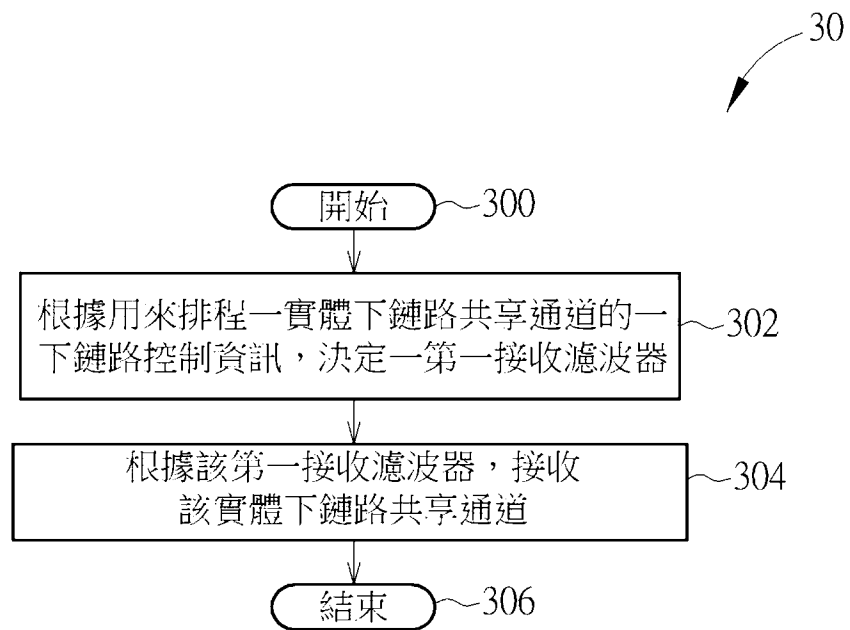 30
開始
300
根據用來排程一實體下鏈路共享通道的一
下鏈路控制資訊，決定一第一接收濾波器
302
根據該第一接收濾波器，接收
該實體下鏈路共享通道
304
結束
306